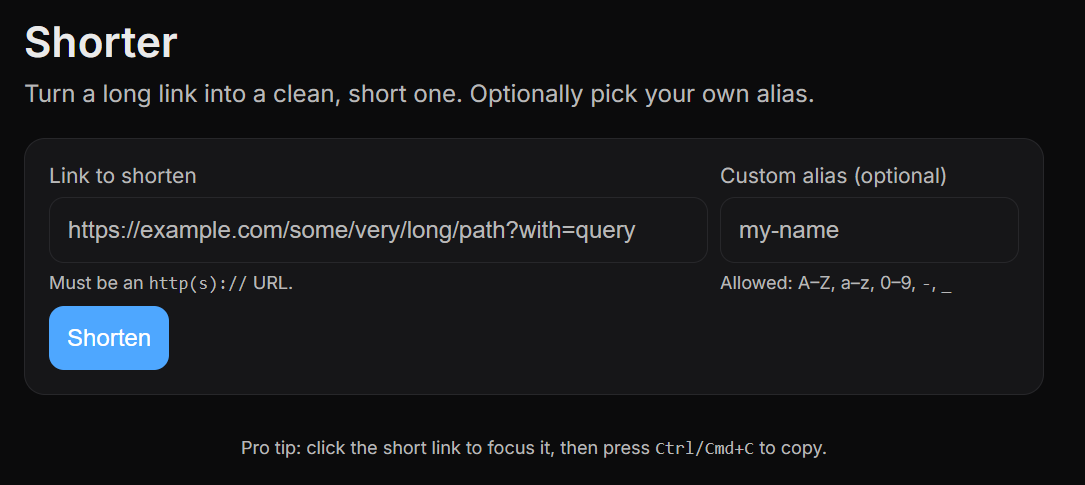 Shorter
Turn a long link into a clean, short one. Optionally pick your own alias.
Link to shorten
Custom alias (optional)
https://example.com/some/very/long/path?with=query
my-name
Must be an http(s):// URL.
Allowed: A–Z, a–z, 0–9, -, _
Shorten
Pro tip: click the short link to focus it, then press Ctrl/Cmd+C to copy.